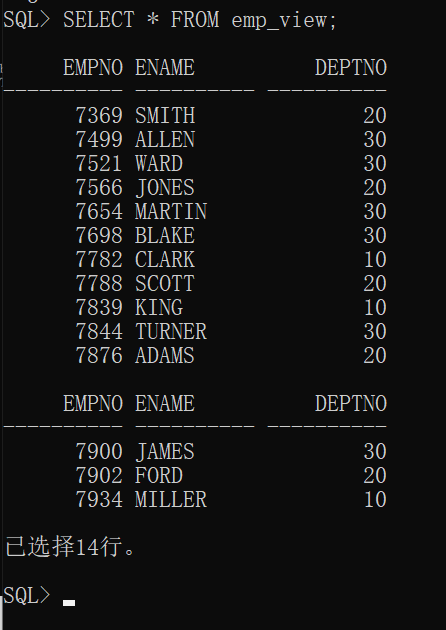 SQL> SELECT * FROM emp_view;
EMPNO ENAME DEPTNO
---------- ---------- ----------
7369 SMITH 20
7499 ALLEN 30
7521 WARD 30
7566 JONES 20
7654 MARTIN 30
7698 BLAKE 30
7782 CLARK 10
7788 SCOTT 20
7839 KING 10
7844 TURNER 30
7876 ADAMS 20
EMPNO ENAME DEPTNO
---------- ---------- ----------
7900 JAMES 30
7902 FORD 20
7934 MILLER 10
已选择14行。
SQL>